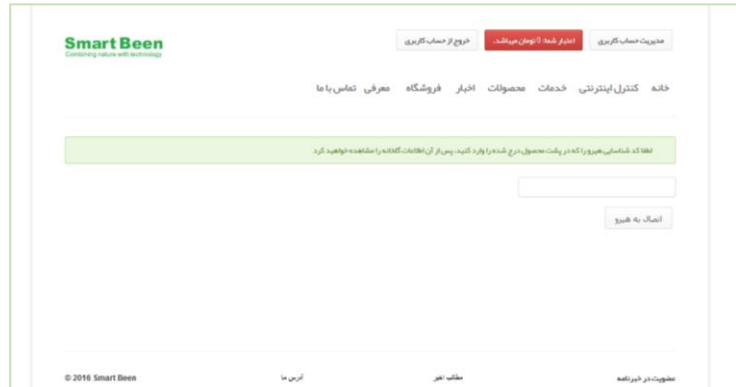 Smart Been
Combining nature with technology
مدیریت حساب کاربری
اعتبار شما: 0 تومان میباشد.
خروج از حساب کاربری
خانه کنترل اینترنتی خدمات محصولات اخبار فروشگاه معرفی تماس با ما
لطفا کد شناسایی هیرو را که در پشت محصول درج شده را وارد کنید، پس از آن اطلاعات گلخانه را مشاهده خواهید کرد
اتصال به هیرو
عضویت در خبرنامه
مطالب اخیر
آدرس ما
© 2016 Smart Been